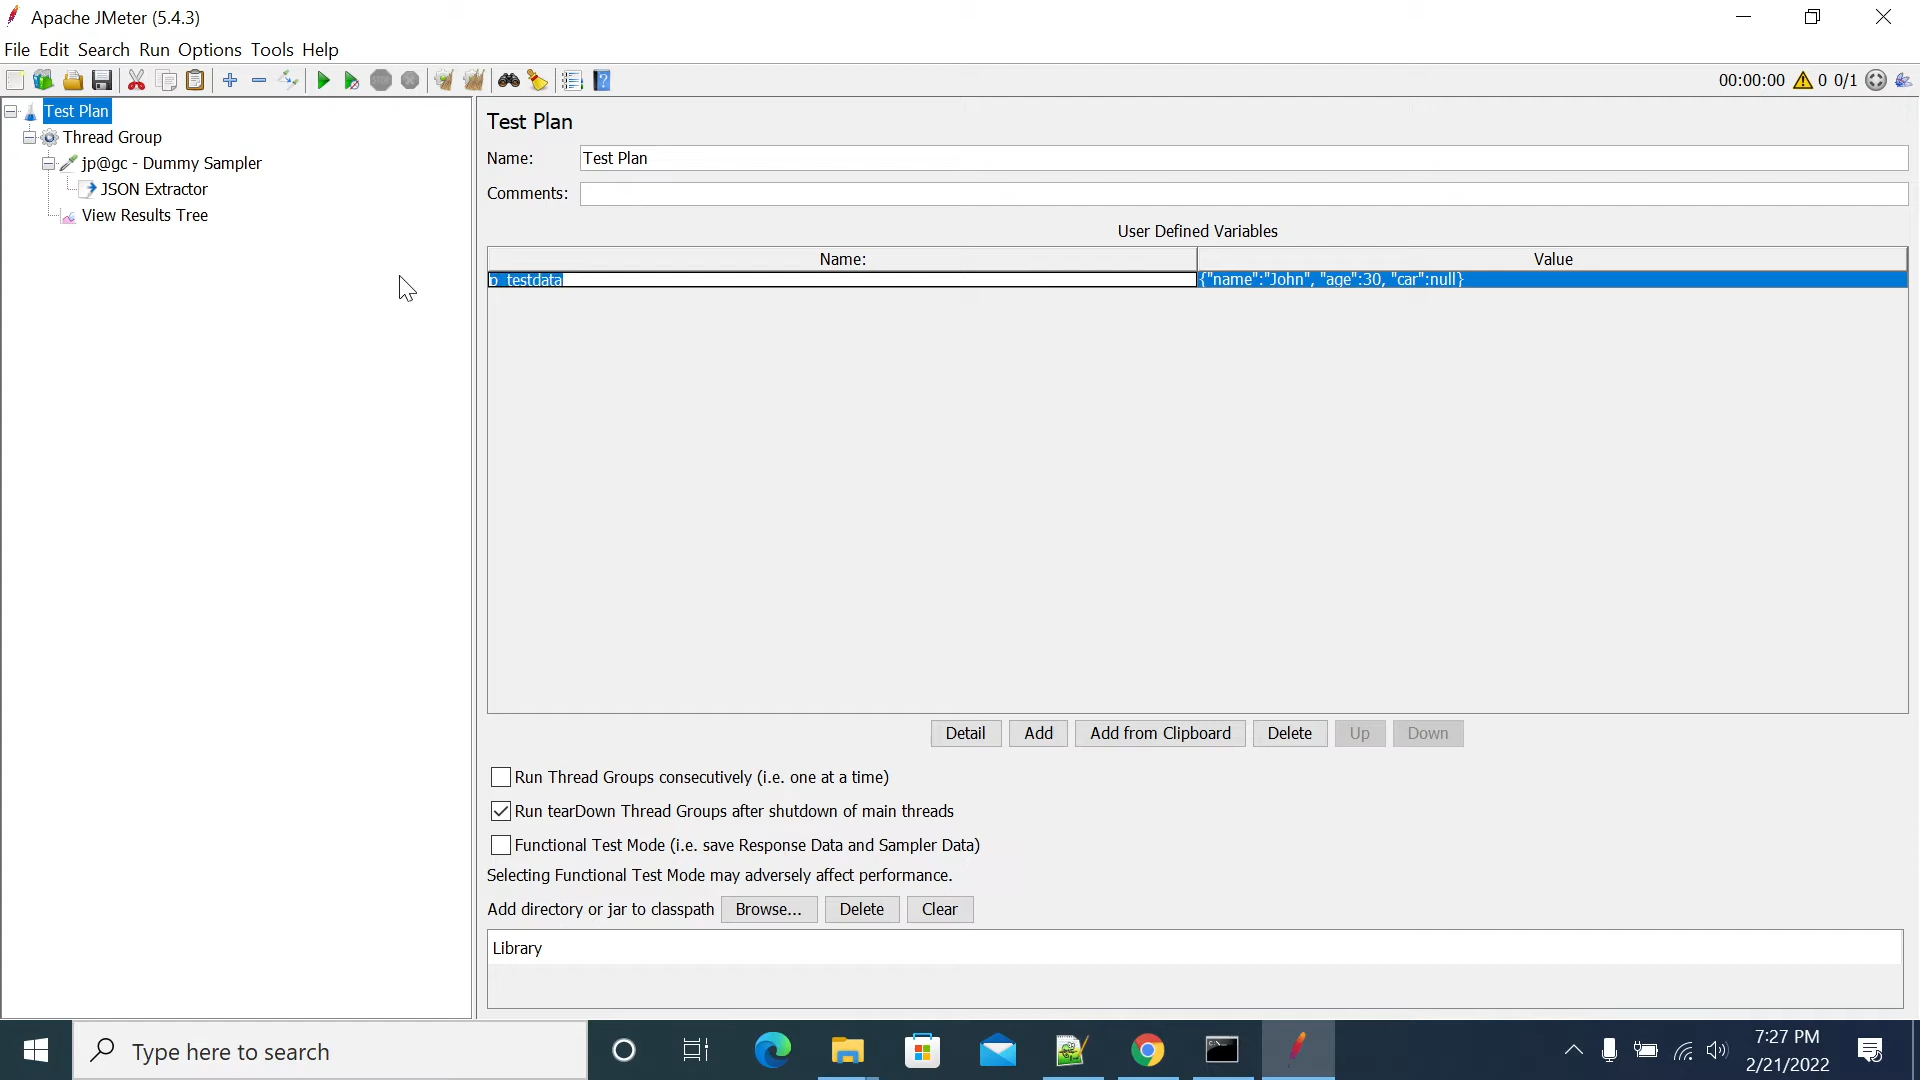 Apache JMeter (5.4.3)
File Edit Search Run Options Tools Help
00:00:00 0 0/1
Test Plan
Thread Group
jp@gc - Dummy Sampler
JSON Extractor
View Results Tree
Test Plan
Name: Test Plan
Comments:
User Defined Variables
Name: Value
p_testdata {"name":"John", "age":30, "car":null}
Detail Add Add from Clipboard Delete Up Down
Run Thread Groups consecutively (i.e. one at a time)
Run tearDown Thread Groups after shutdown of main threads
Functional Test Mode (i.e. save Response Data and Sampler Data)
Selecting Functional Test Mode may adversely affect performance.
Add directory or jar to classpath Browse... Delete Clear
Library
Type here to search
7:27 PM
2/21/2022